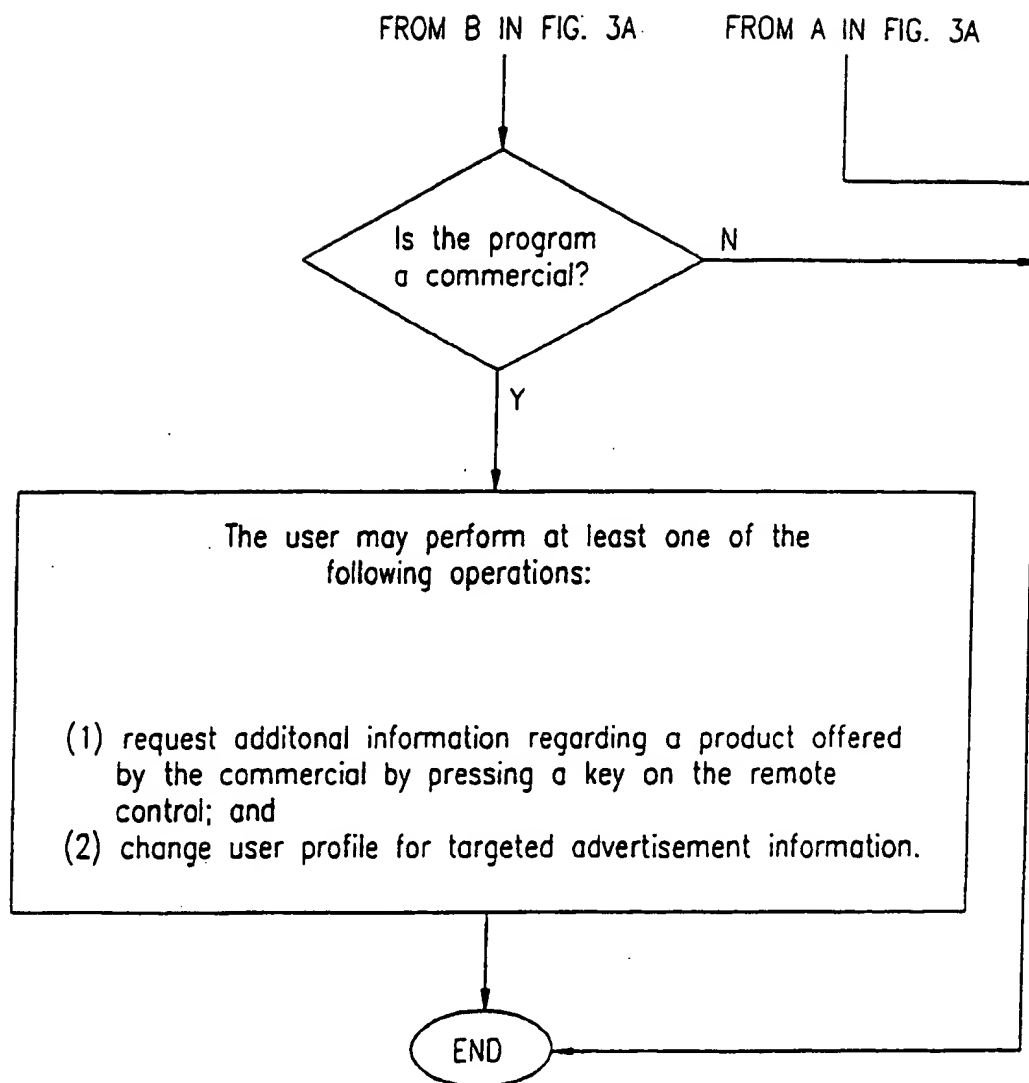 FROM B IN FIG. 3A
FROM A IN FIG. 3A
Is the program
a commercial?
N
Y
The user may perform at least one of the
following operations:
(1) request additonal information regarding a product offered
by the commercial by pressing a key on the remote
control; and
(2) change user profile for targeted advertisement information.
END